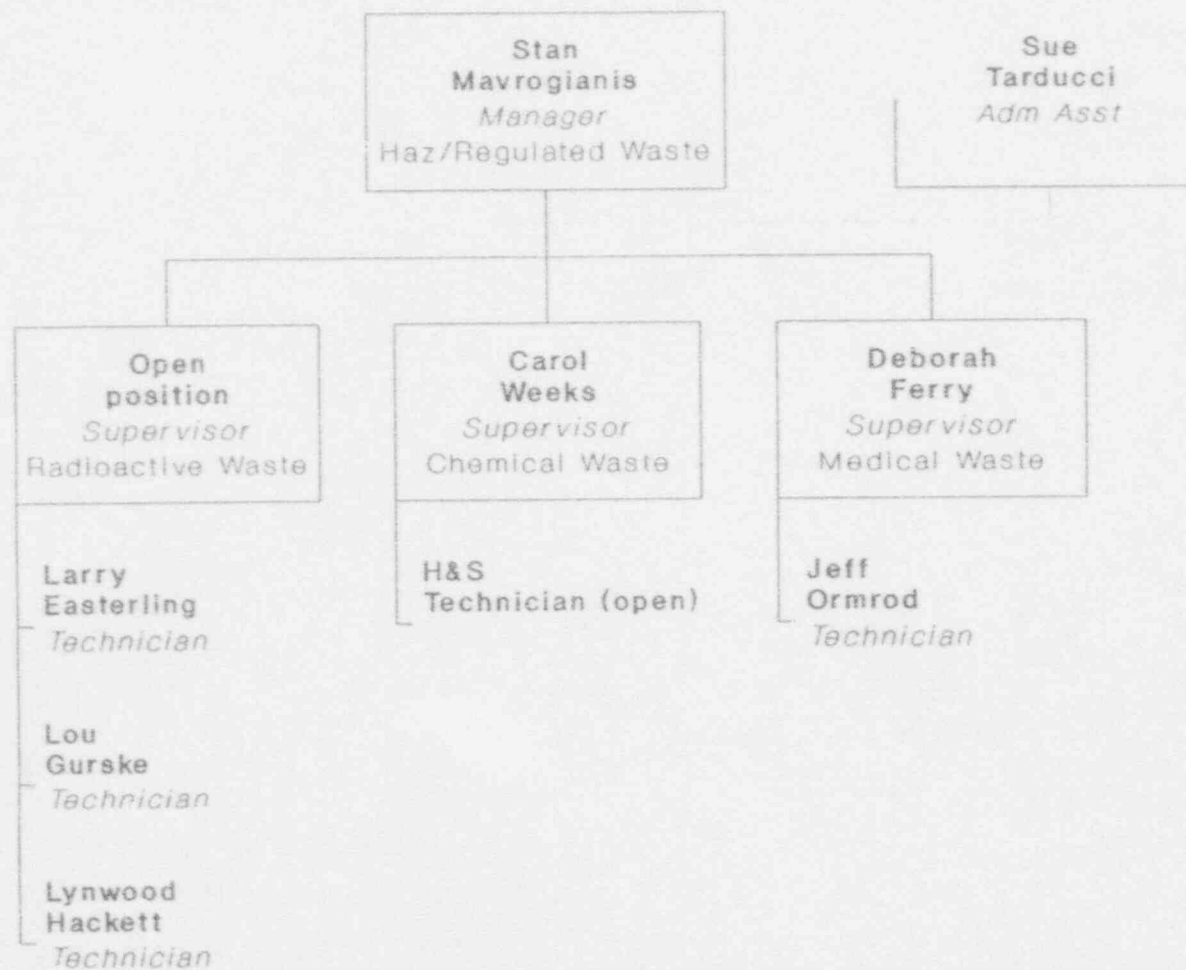 Stan
Mavrogianis
Manager
Haz/Regulated Waste
Sue
Tarducci
Adm Asst
Open
position
Supervisor
Radioactive Waste
Carol
Weeks
Supervisor
Chemical Waste
Deborah
Ferry
Supervisor
Medical Waste
Larry
Easterling
Technician
Lou
Gurske
Technician
Lynwood
Hackett
Technician
H&S
Technician (open)
Jeff
Ormrod
Technician